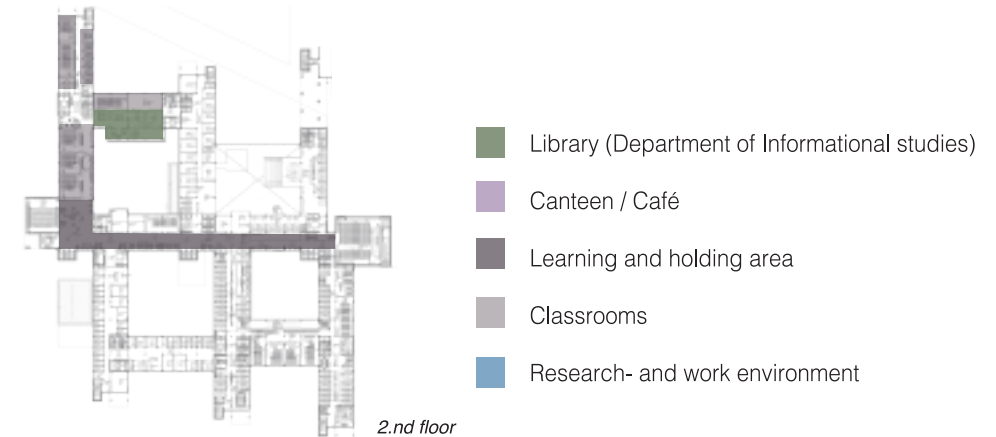 Library (Department of Informational studies)
Canteen / Café
Learning and holding area
Classrooms
Research- and work environment
2.nd floor